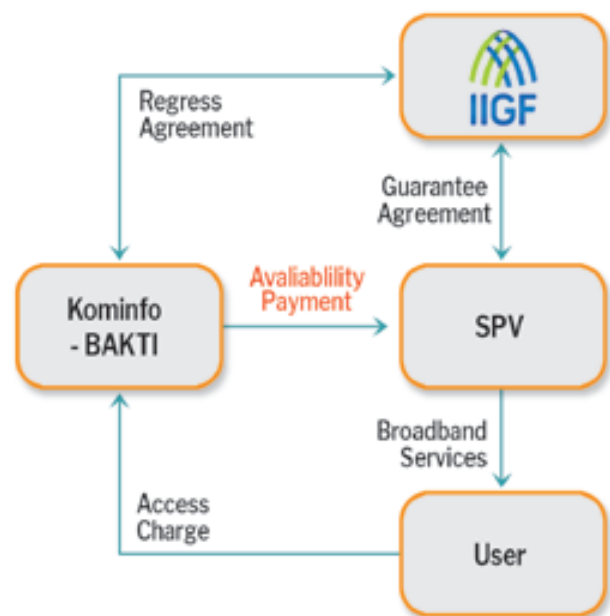 IIGF
Regress
Agreement
Guarantee
Agreement
Avaliablility
Payment
Kominfo
- BAKTI
SPV
Broadband
Services
Access
Charge
User